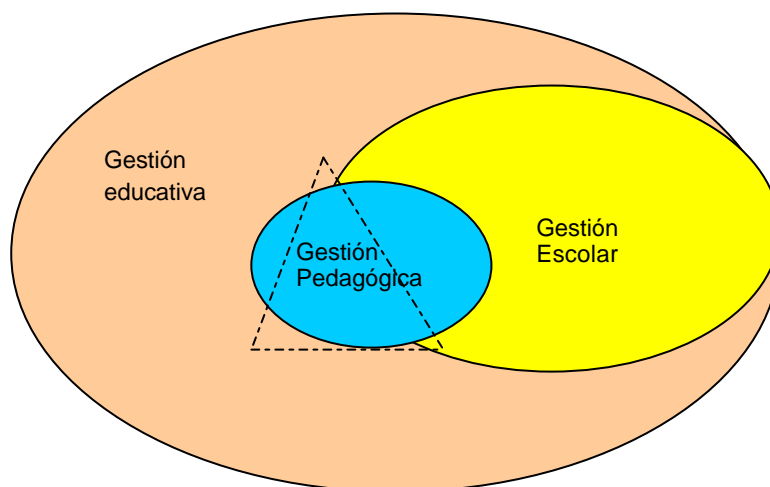 Gestión
educativa
Gestión
Escolar
Gestión
Pedagógica